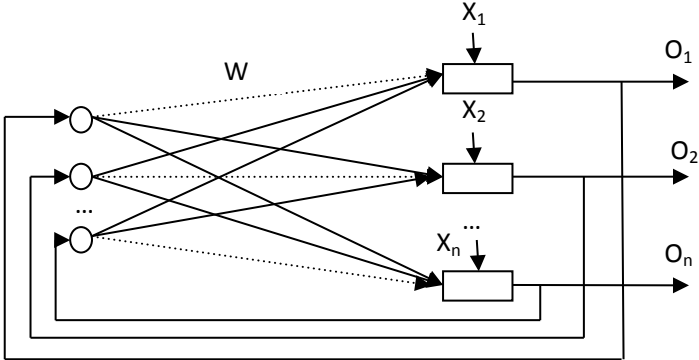 X₁
O₁
W
X₂
O₂
...
...
Xₙ
Oₙ